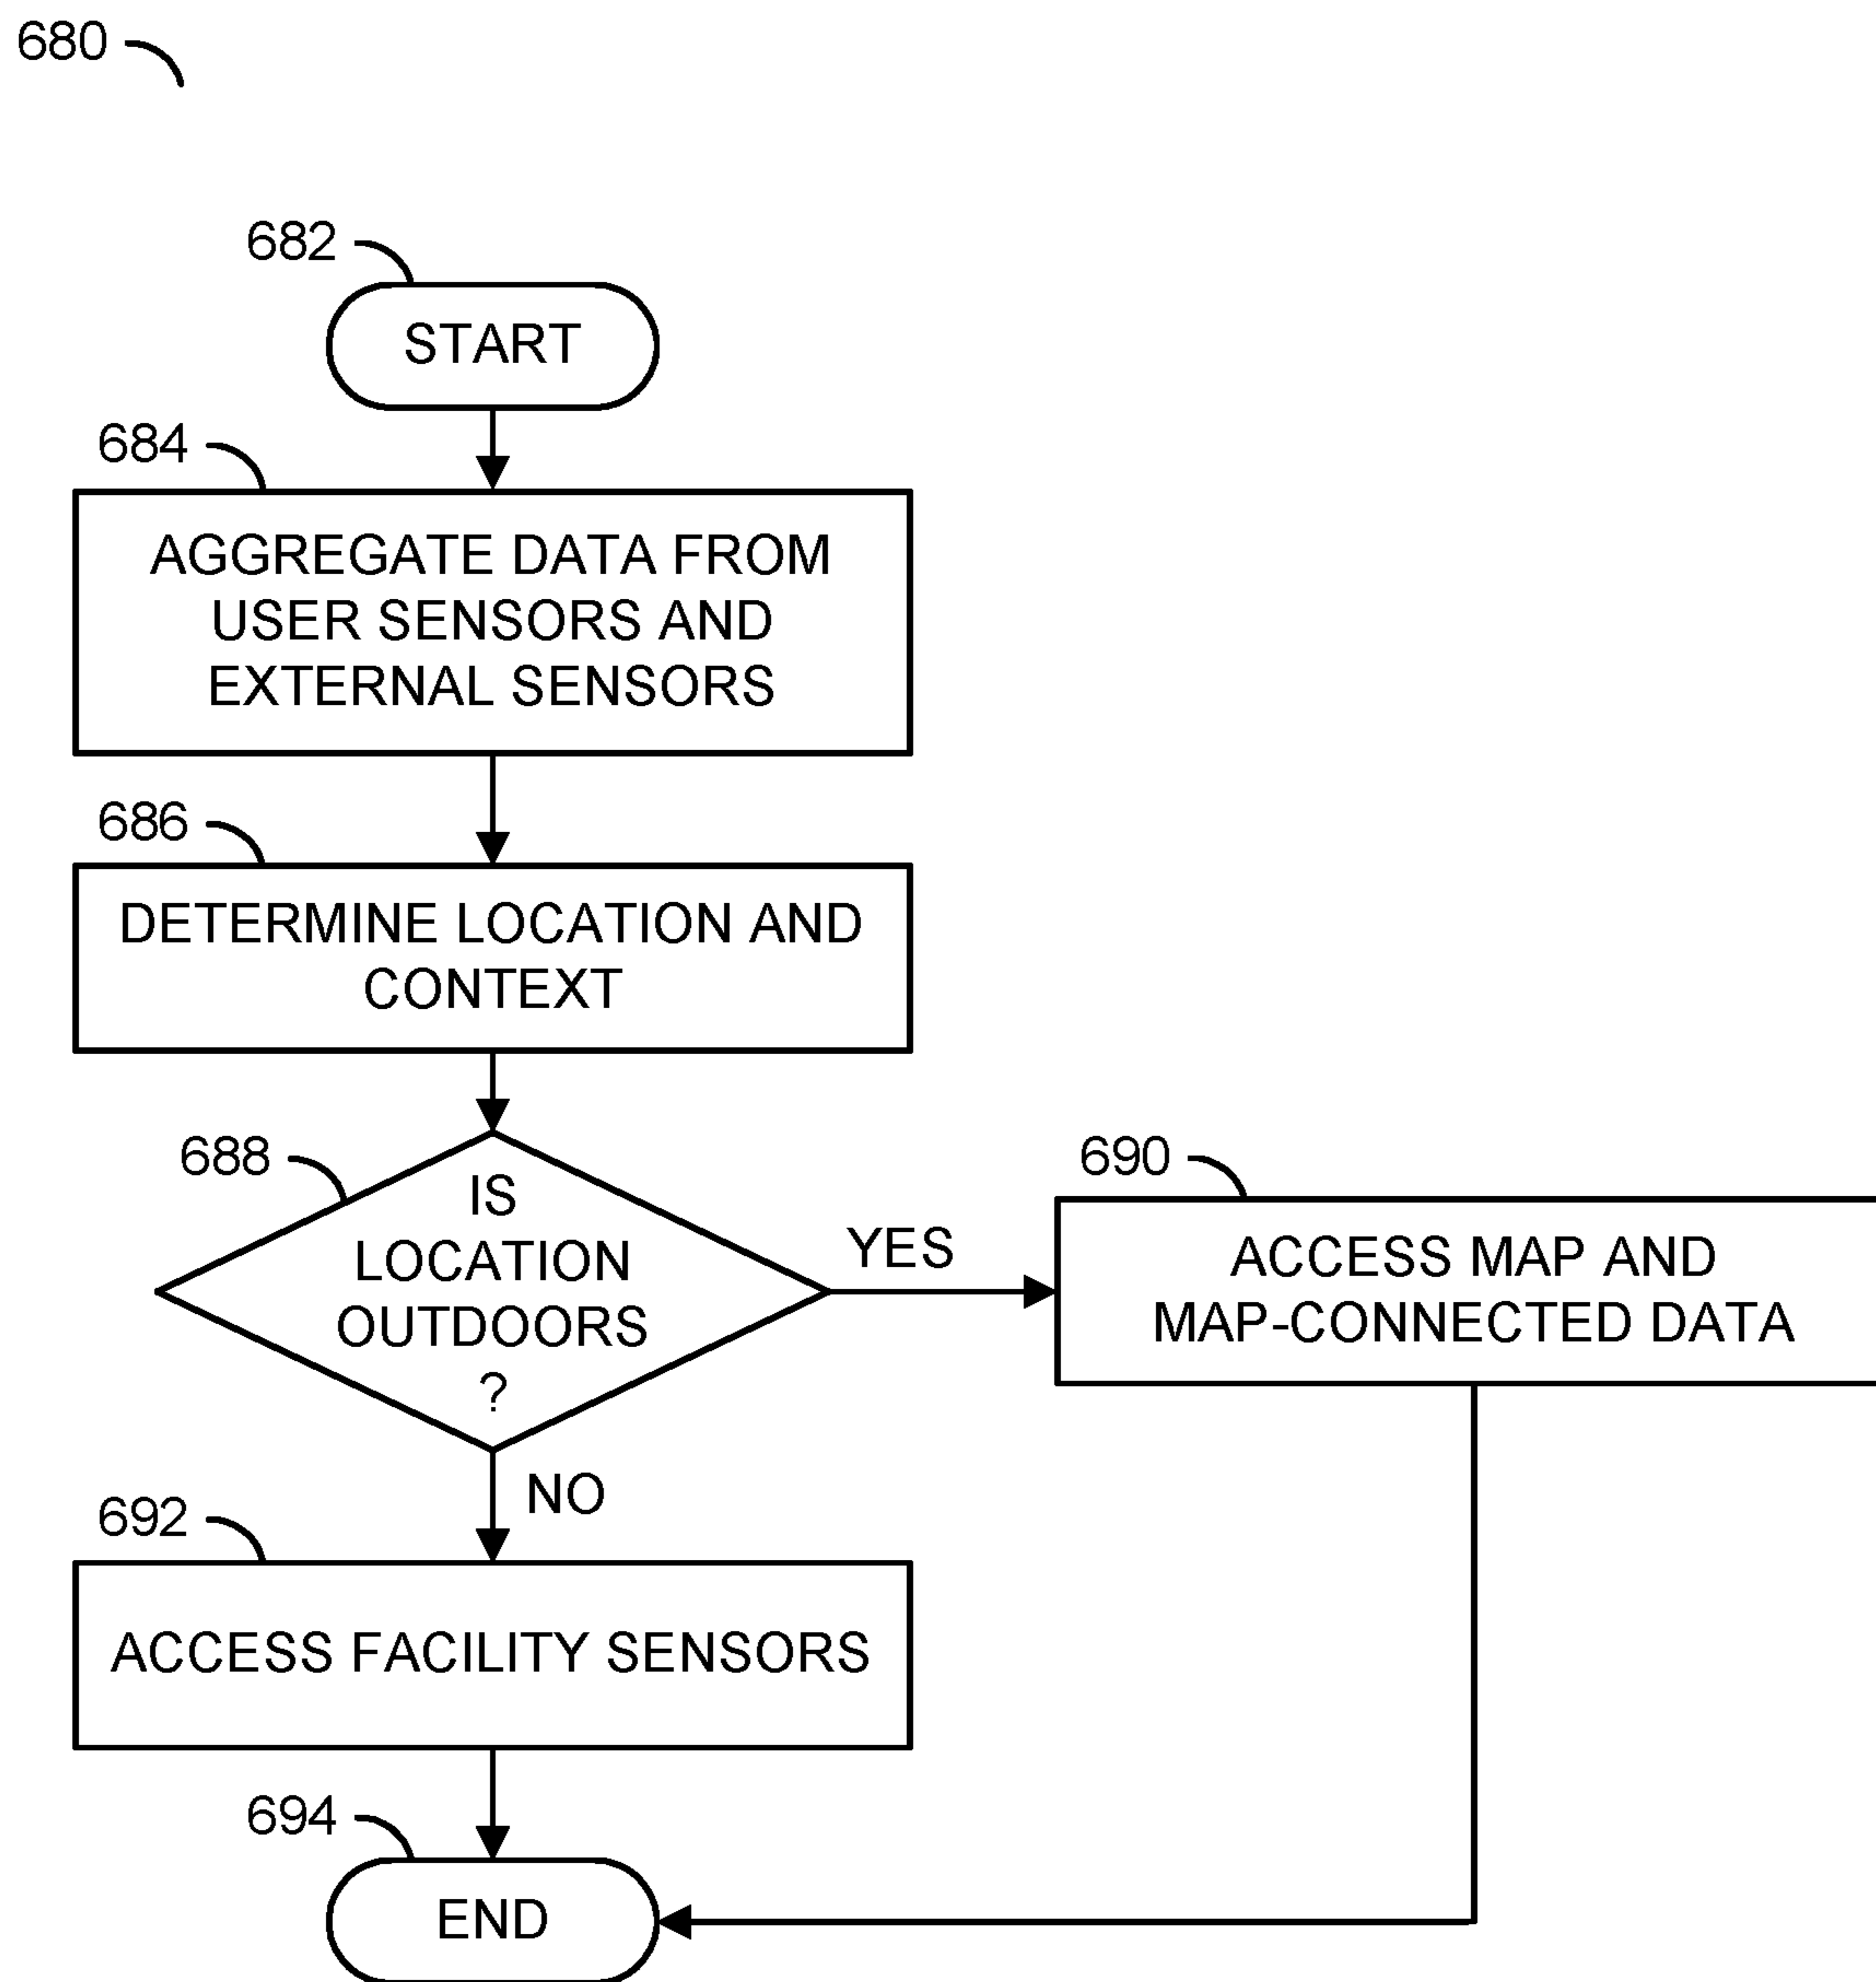 680
682
START
684
AGGREGATE DATA FROM
USER SENSORS AND
EXTERNAL SENSORS
686
DETERMINE LOCATION AND
CONTEXT
688
IS
LOCATION
OUTDOORS
?
YES
690
ACCESS MAP AND
MAP-CONNECTED DATA
NO
692
ACCESS FACILITY SENSORS
694
END